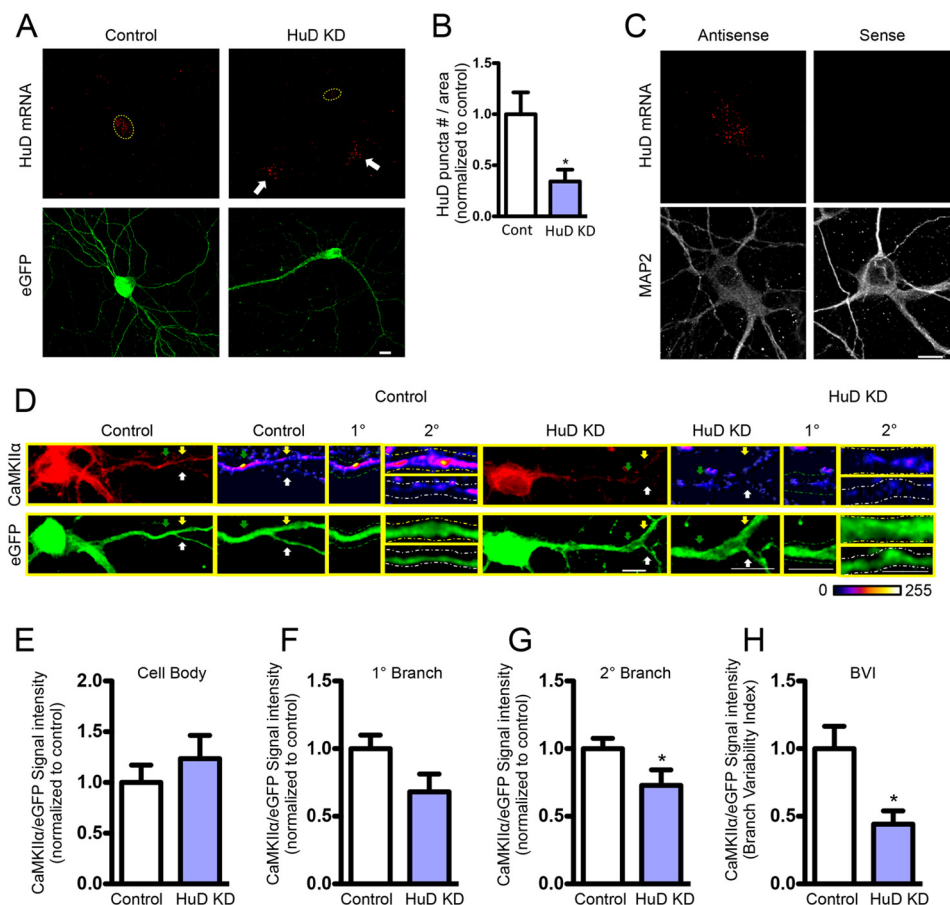 A
Control
HuD KD
HuD mRNA
eGFP
B
HuD puncta # / area
(normalized to control)
1.5
1.0
0.5
0.0
*
Cont
HuD KD
C
Antisense
Sense
HuD mRNA
MAP2
D
Control
HuD KD
Control
Control
1°
2°
HuD KD
HuD KD
1°
2°
CaMKIIα
eGFP
0
255
E
Cell Body
CaMKIIα/eGFP Signal intensity
(normalized to control)
2.0
1.5
1.0
0.5
0.0
Control
HuD KD
F
1° Branch
CaMKIIα/eGFP Signal intensity
(normalized to control)
1.5
1.0
0.5
0.0
Control
HuD KD
G
2° Branch
CaMKIIα/eGFP Signal intensity
(normalized to control)
1.5
1.0
0.5
0.0
*
Control
HuD KD
H
BVI
CaMKIIα/eGFP Signal intensity
(Branch Variability Index)
1.5
1.0
0.5
0.0
*
Control
HuD KD